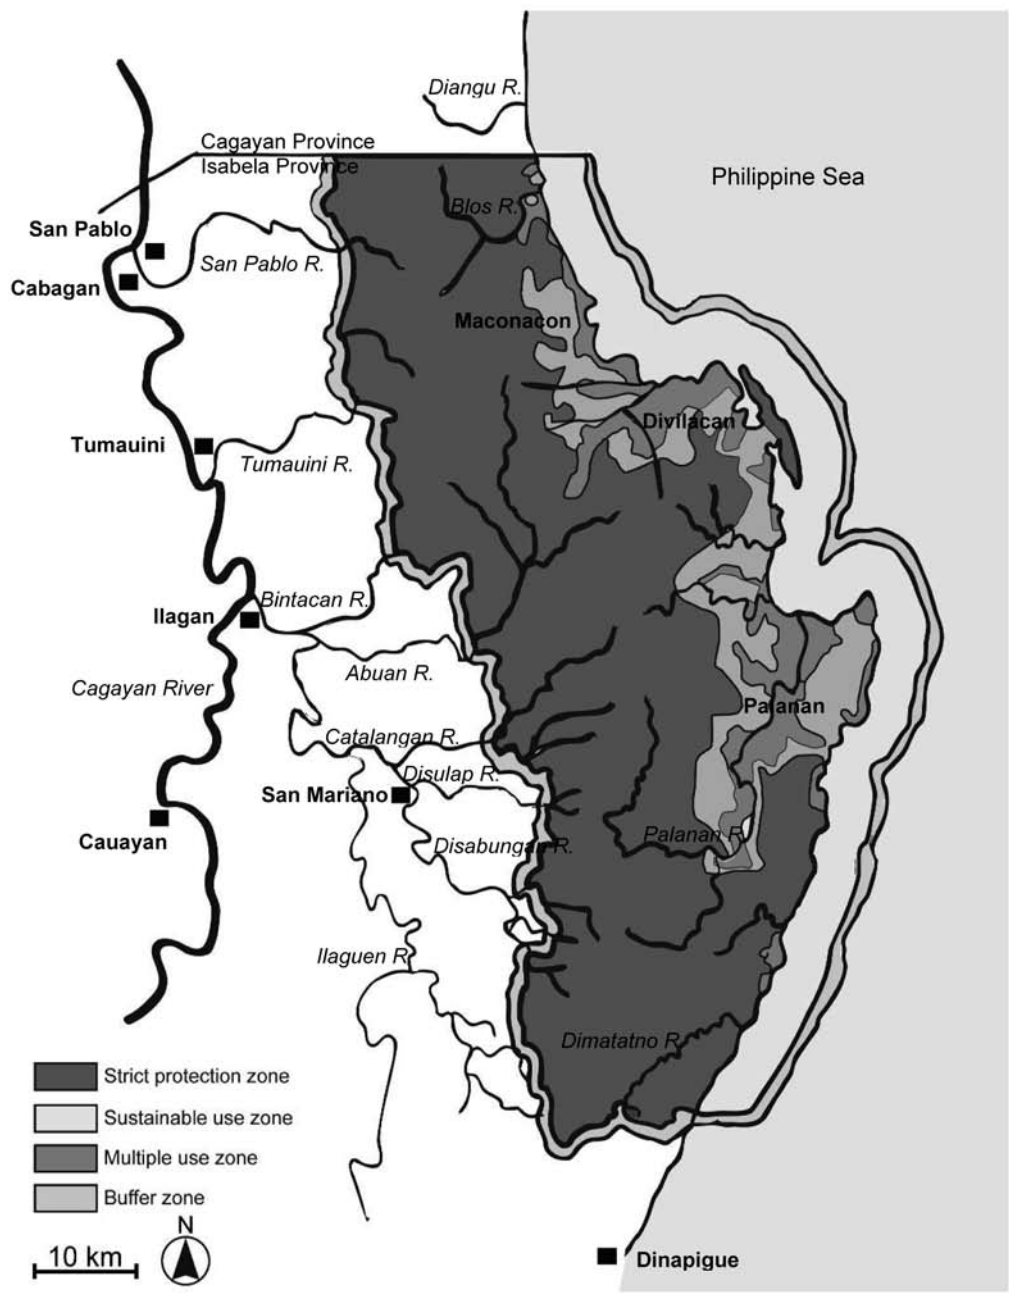 Diangu R.
Cagayan Province
Isabela Province
Philippine Sea
Blos R.
San Pablo
San Pablo R.
Cabagan
Maconacon
Divilacan
Tumauini
Tumauini R.
Bintacan R.
Ilagan
Abuan R.
Cagayan River
Palanan
Catalangan R.
Disulap R.
San Mariano
Cauayan
Palanan R.
Disabungan R.
Ilaguen R.
Dimatatno R.
Strict protection zone
Sustainable use zone
Multiple use zone
Buffer zone
N
10 km
Dinapigue